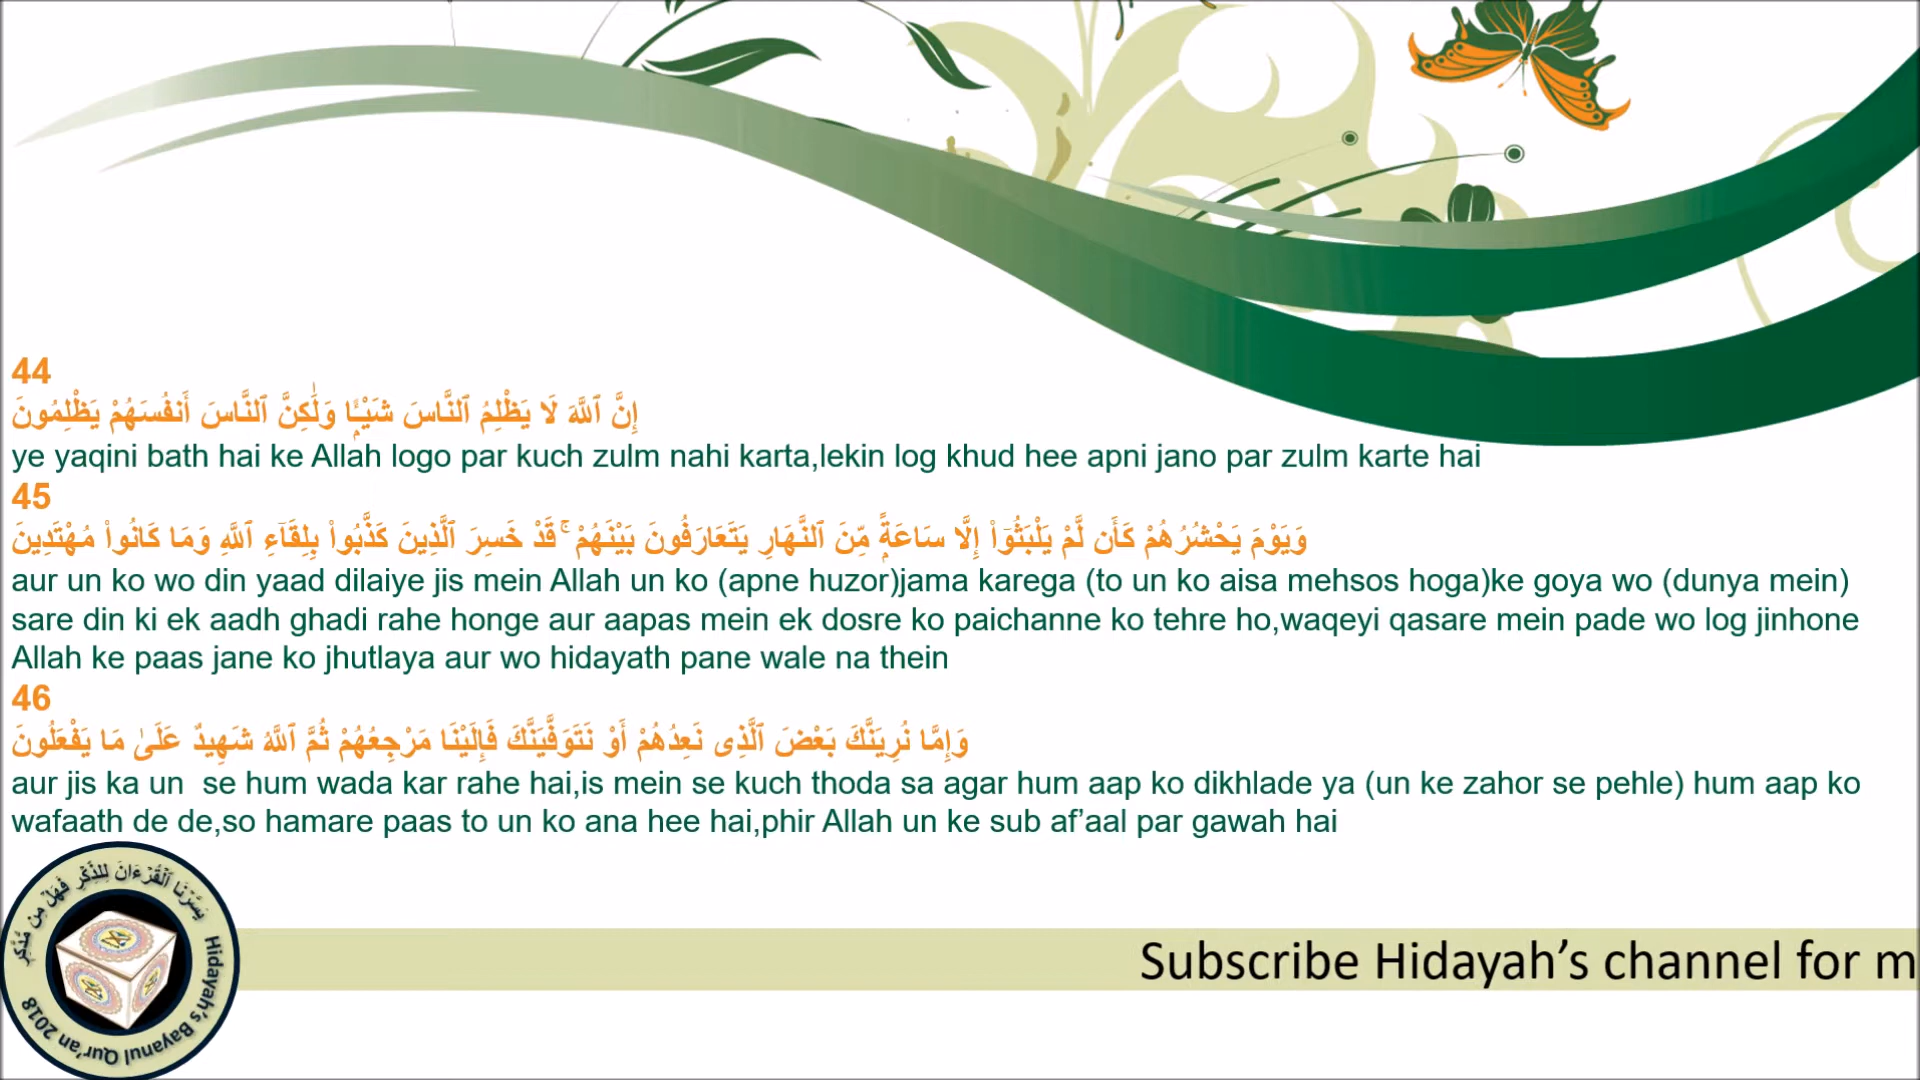 44
إِنَّ ٱللَّهَ لَا يَظْلِمُ ٱلنَّاسَ شَيْـًۭٔا وَلَٰكِنَّ ٱلنَّاسَ أَنفُسَهُمْ يَظْلِمُونَ
ye yaqini bath hai ke Allah logo par kuch zulm nahi karta,lekin log khud hee apni jano par zulm karte hai
45
وَيَوْمَ يَحْشُرُهُمْ كَأَن لَّمْ يَلْبَثُوٓا۟ إِلَّا سَاعَةًۭ مِّنَ ٱلنَّهَارِ يَتَعَارَفُونَ بَيْنَهُمْ ۚ قَدْ خَسِرَ ٱلَّذِينَ كَذَّبُوا۟ بِلِقَآءِ ٱللَّهِ وَمَا كَانُوا۟ مُهْتَدِينَ
aur un ko wo din yaad dilaiye jis mein Allah un ko (apne huzor)jama karega (to un ko aisa mehsos hoga)ke goya wo (dunya mein)
sare din ki ek aadh ghadi rahe honge aur aapas mein ek dosre ko paichanne ko tehre ho,waqeyi qasare mein pade wo log jinhone
Allah ke paas jane ko jhutlaya aur wo hidayath pane wale na thein
46
وَإِمَّا نُرِيَنَّكَ بَعْضَ ٱلَّذِى نَعِدُهُمْ أَوْ نَتَوَفَّيَنَّكَ فَإِلَيْنَا مَرْجِعُهُمْ ثُمَّ ٱللَّهُ شَهِيدٌ عَلَىٰ مَا يَفْعَلُونَ
aur jis ka un  se hum wada kar rahe hai,is mein se kuch thoda sa agar hum aap ko dikhlade ya (un ke zahor se pehle) hum aap ko
wafaath de de,so hamare paas to un ko ana hee hai,phir Allah un ke sub af’aal par gawah hai
يَسَّرْنَا ٱلْقُرْءَانَ لِلذِّكْرِ فَهَلْ مِن مُّدَّكِرٍ
Hidayah's Bayanul Qur'an 2018
Subscribe Hidayah’s channel for m